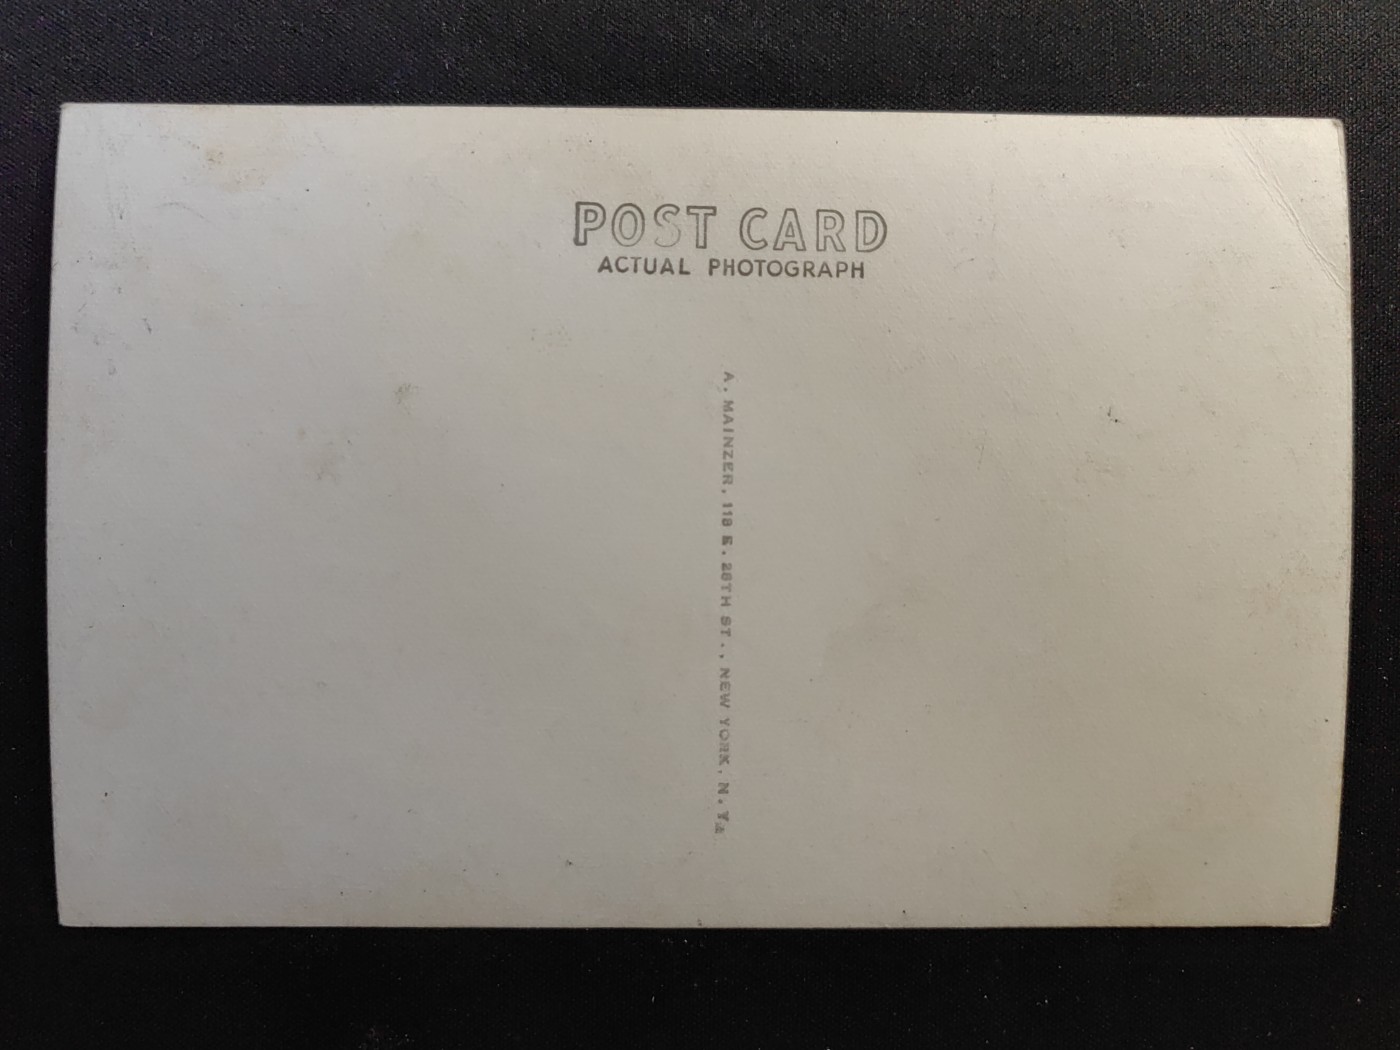 POST CARD
ACTUAL PHOTOGRAPH
A. MAINZER, 118 E. 28TH ST., NEW YORK, N.Y.